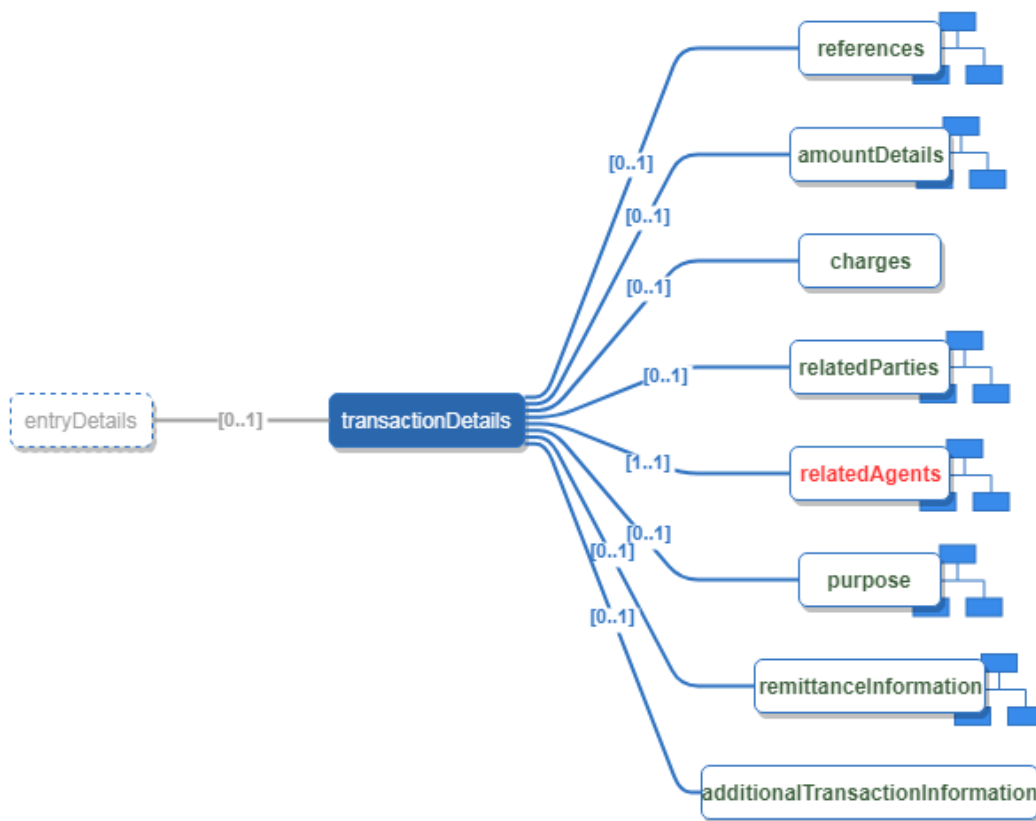 references
[0..1]
amountDetails
[0..1]
charges
[0..1]
relatedParties
[0..1]
entryDetails
[0..1]
transactionDetails
[1..1]
relatedAgents
[0..1]
[0..1]
purpose
[0..1]
remittanceInformation
additionalTransactionInformation